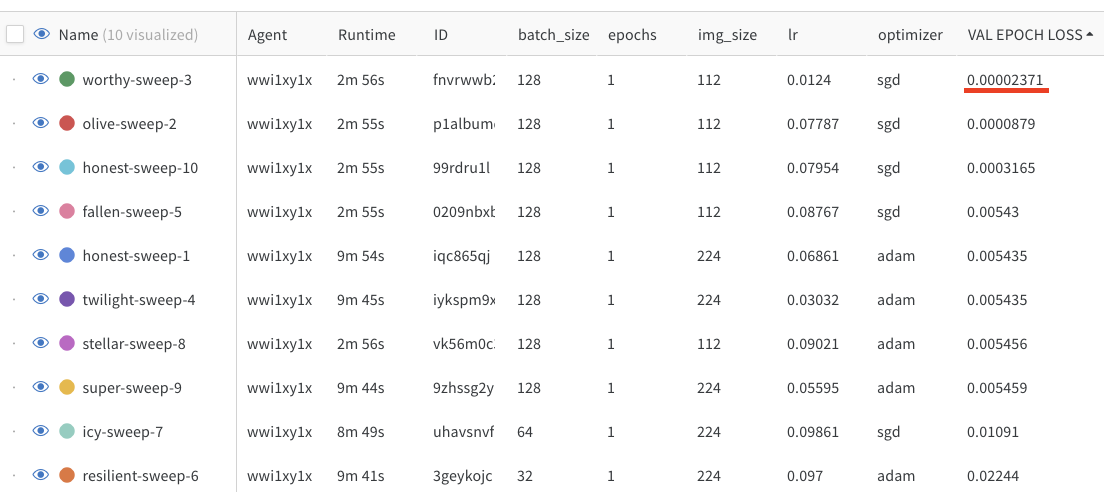 Name (10 visualized) Agent Runtime ID batch_size epochs img_size lr optimizer VAL EPOCH LOSS
worthy-sweep-3 wwi1xy1x 2m 56s fnvrwwb 128 1 112 0.0124 sgd 0.00002371
olive-sweep-2 wwi1xy1x 2m 55s p1album 128 1 112 0.07787 sgd 0.0000879
honest-sweep-10 wwi1xy1x 2m 55s 99rdru1l 128 1 112 0.07954 sgd 0.0003165
fallen-sweep-5 wwi1xy1x 2m 55s 0209nbxb 128 1 112 0.08767 sgd 0.00543
honest-sweep-1 wwi1xy1x 9m 54s iqc865qj 128 1 224 0.06861 adam 0.005435
twilight-sweep-4 wwi1xy1x 9m 45s iykspm9x 128 1 224 0.03032 adam 0.005435
stellar-sweep-8 wwi1xy1x 2m 56s vk56m0c 128 1 112 0.09021 adam 0.005456
super-sweep-9 wwi1xy1x 9m 44s 9zhssg2y 128 1 224 0.05595 adam 0.005459
icy-sweep-7 wwi1xy1x 8m 49s uhavsnvf 64 1 224 0.09861 sgd 0.01091
resilient-sweep-6 wwi1xy1x 9m 41s 3geykojc 32 1 224 0.097 adam 0.02244